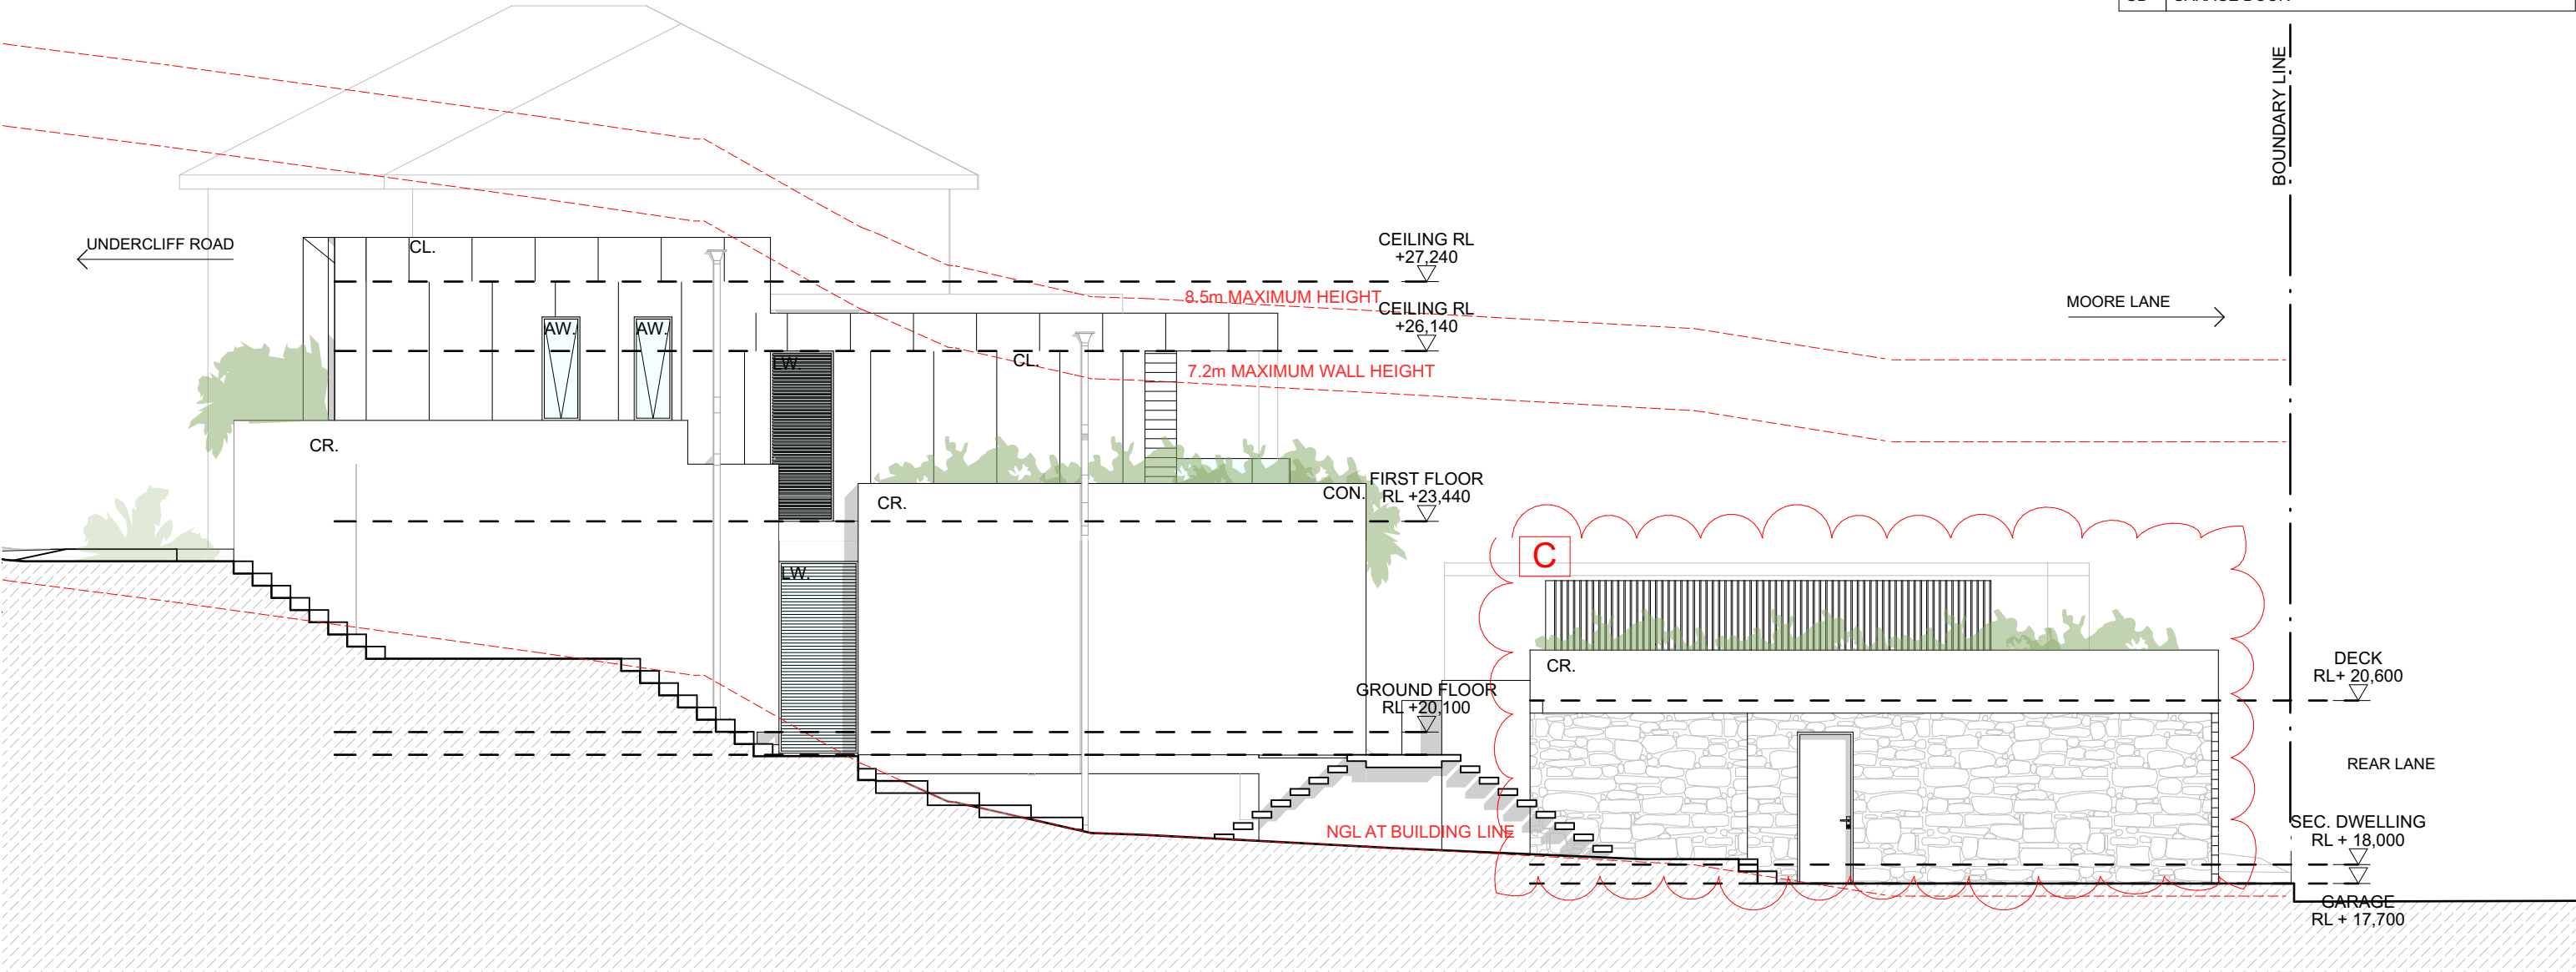 BOUNDARY LINE
UNDERCLIFF ROAD
CL.
CEILING RL
+27,240
8.5m MAXIMUM HEIGHT
MOORE LANE
CEILING RL
+26,140
AW.
AW.
LW.
CL.
7.2m MAXIMUM WALL HEIGHT
CR.
CR.
CON.
FIRST FLOOR
RL +23,440
C
LW.
CR.
DECK
RL+ 20,600
GROUND FLOOR
RL +20,100
REAR LANE
NGL AT BUILDING LINE
SEC. DWELLING
RL + 18,000
GARAGE
RL + 17,700